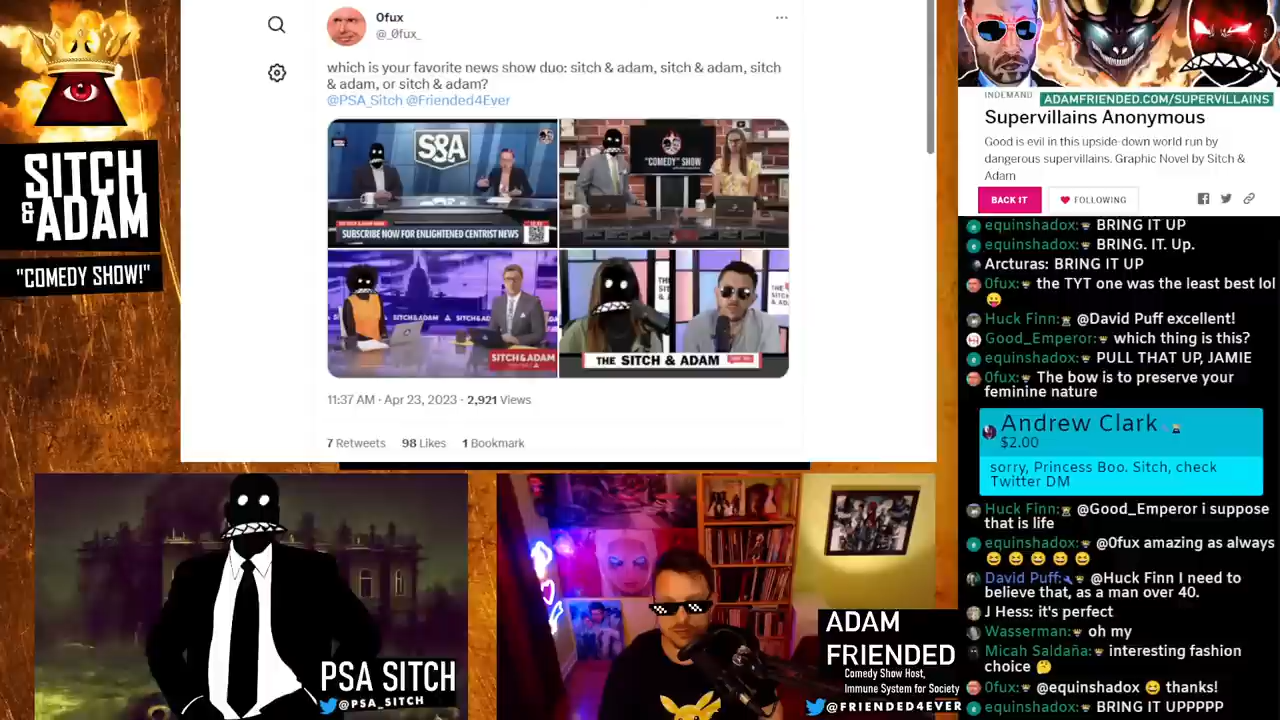 SITCH
& ADAM
"COMEDY SHOW!"
0fux
@_0fux_
which is your favorite news show duo: sitch & adam, sitch & adam, sitch
& adam, or sitch & adam?
@PSA_Sitch @Friended4Ever
S&A
SUBSCRIBE NOW FOR ENLIGHTENED CENTRIST NEWS
"COMEDY" SHOW
SITCH&ADAM
SITCH&ADAM
SITCH&ADAM
THE SITCH & ADAM
11:37 AM · Apr 23, 2023 · 2,921 Views
7 Retweets 98 Likes 1 Bookmark
PSA SITCH
@PSA_SITCH
ADAM
FRIENDED
Comedy Show Host,
Immune System for Society
@FRIENDED4EVER
INDEMAND
ADAMFRIENDED.COM/SUPERVILLAINS
Supervillains Anonymous
Good is evil in this upside-down world run by
dangerous supervillains. Graphic Novel by Sitch &
Adam
BACK IT
FOLLOWING
equinshadox: BRING IT UP
equinshadox: BRING. IT. Up.
Arcturas: BRING IT UP
0fux: the TYT one was the least best lol
Huck Finn: @David Puff excellent!
Good_Emperor: which thing is this?
equinshadox: PULL THAT UP, JAMIE
0fux: The bow is to preserve your
feminine nature
Andrew Clark
$2.00
sorry, Princess Boo. Sitch, check
Twitter DM
Huck Finn: @Good_Emperor i suppose
that is life
equinshadox: @0fux amazing as always
David Puff: @Huck Finn I need to
believe that, as a man over 40.
J Hess: it's perfect
Wasserman: oh my
Micah Saldaña: interesting fashion
choice
0fux: @equinshadox thanks!
equinshadox: BRING IT UPPPPP